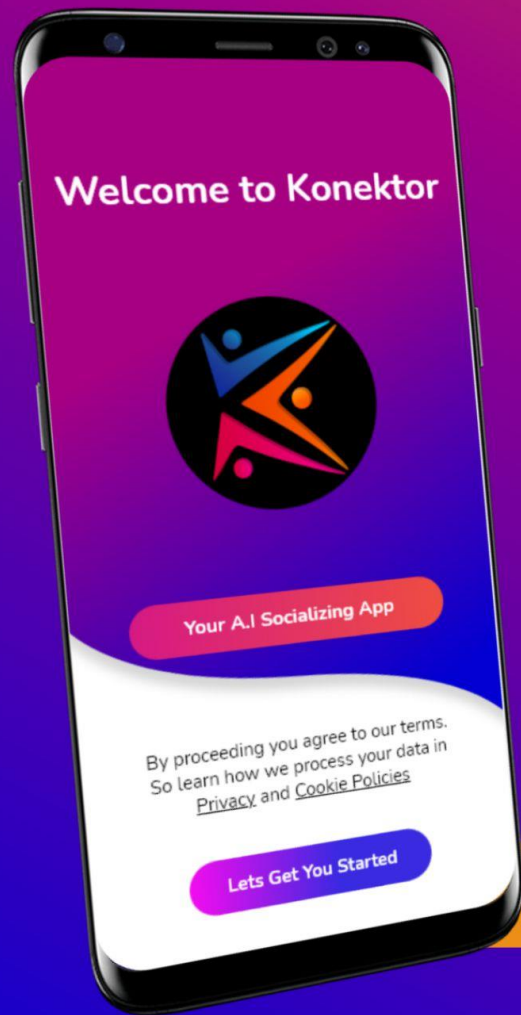 Welcome to Konektor
Your A.I Socializing App
By proceeding you agree to our terms.
So learn how we process your data in
Privacy and Cookie Policies
Lets Get You Started